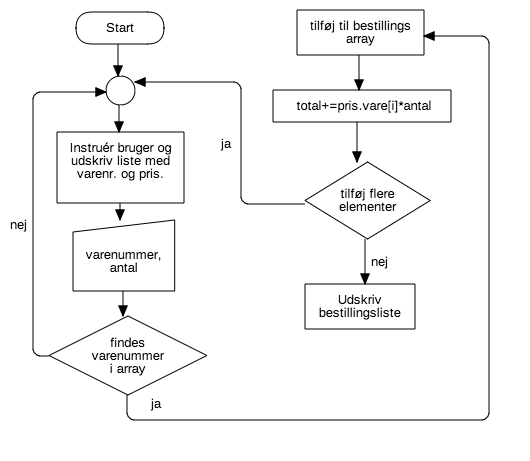 Start
Instruér bruger og
udskriv liste med
varenr. og pris.
varenummer,
antal
findes
varenummer
i array
nej
ja
tilføj til bestillings
array
total+=pris.vare[i]*antal
tilføj flere
elementer
ja
nej
Udskriv
bestillingsliste